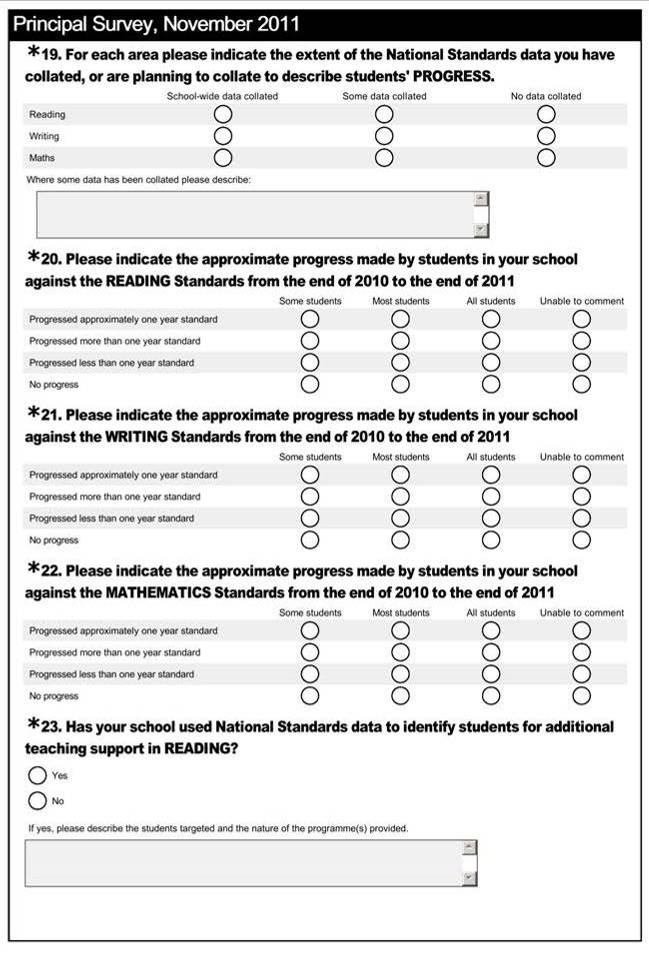 Principal Survey, November 2011
*19. For each area please indicate the extent of the National Standards data you have
collated, or are planning to collate to describe students' PROGRESS.
School-wide data collated Some data collated No data collated
Reading
Writing
Maths
Where some data has been collated please describe:
*20. Please indicate the approximate progress made by students in your school
against the READING Standards from the end of 2010 to the end of 2011
Some students Most students All students Unable to comment
Progressed approximately one year standard
Progressed more than one year standard
Progressed less than one year standard
No progress
*21. Please indicate the approximate progress made by students in your school
against the WRITING Standards from the end of 2010 to the end of 2011
Some students Most students All students Unable to comment
Progressed approximately one year standard
Progressed more than one year standard
Progressed less than one year standard
No progress
*22. Please indicate the approximate progress made by students in your school
against the MATHEMATICS Standards from the end of 2010 to the end of 2011
Some students Most students All students Unable to comment
Progressed approximately one year standard
Progressed more than one year standard
Progressed less than one year standard
No progress
*23. Has your school used National Standards data to identify students for additional
teaching support in READING?
Yes
No
If yes, please describe the students targeted and the nature of the programme(s) provided.